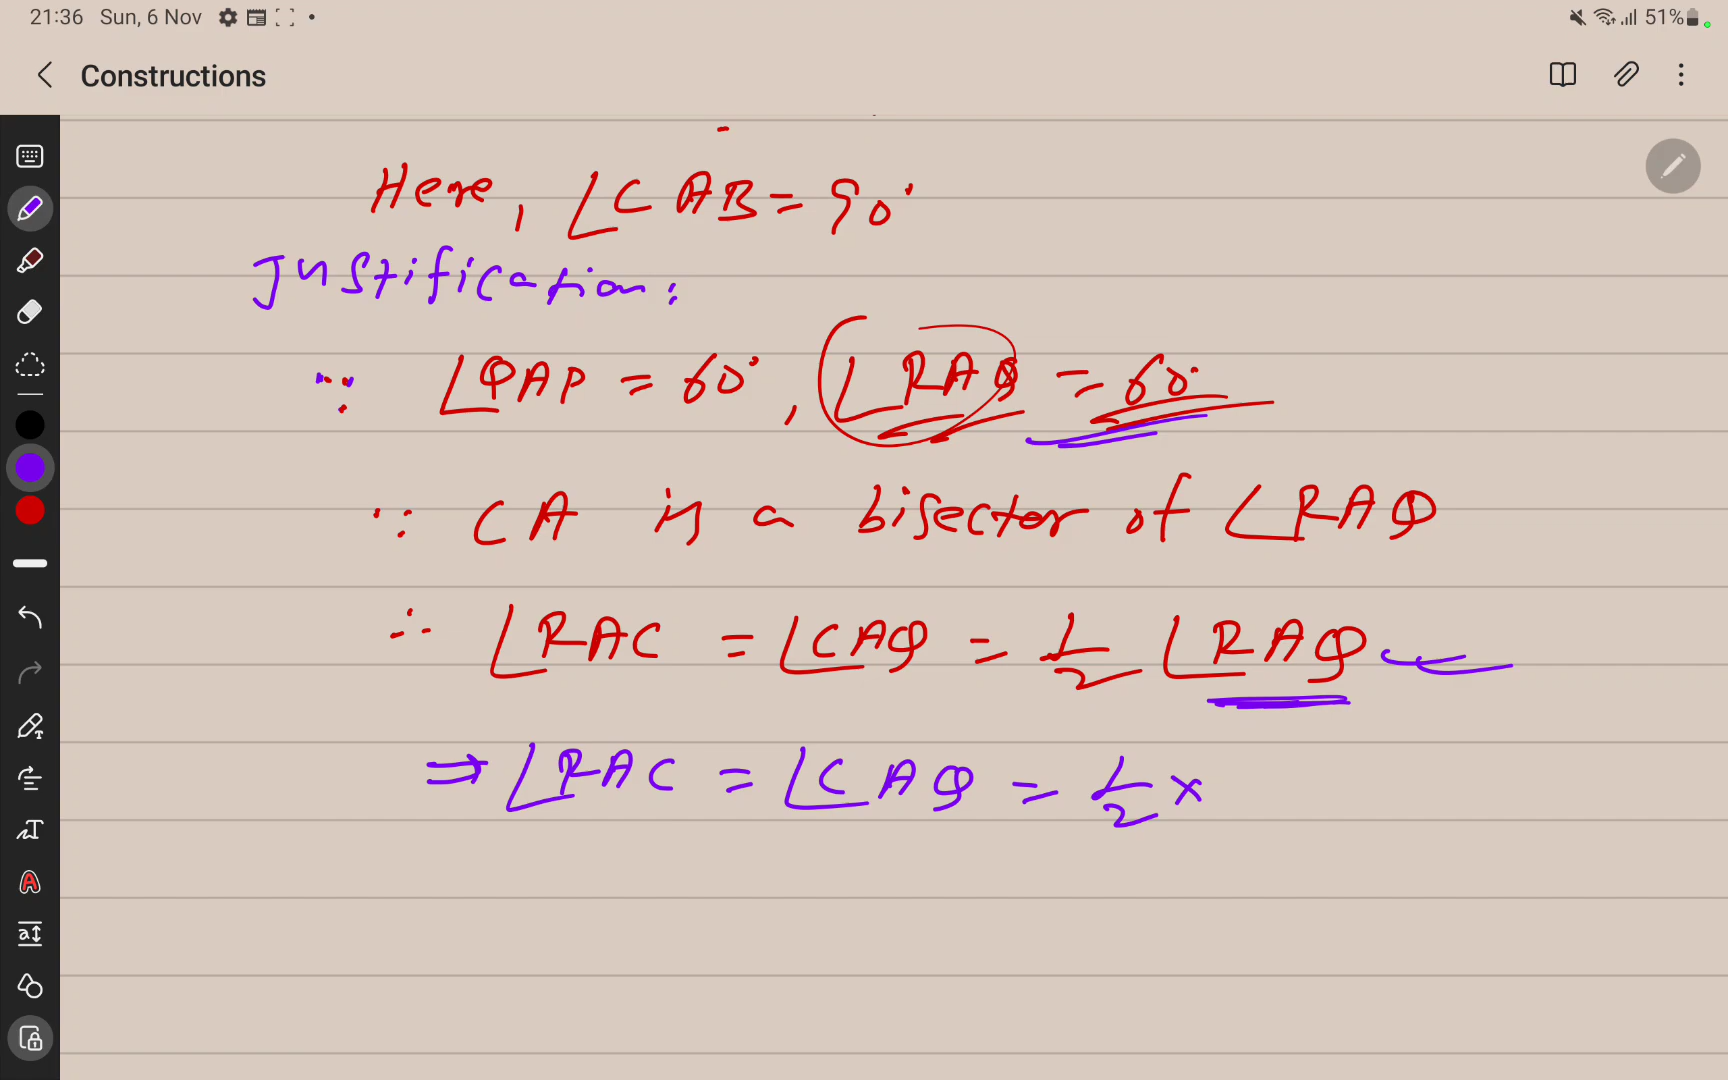 21:36 Sun, 6 Nov 51%
Constructions
Here, ∠CAB = 90°
Justification:
∵ ∠QAP = 60°, ∠RAQ = 60°
∵ CA is a bisector of ∠RAQ
∴ ∠RAC = ∠CAQ = 1/2 ∠RAQ
⇒ ∠RAC = ∠CAQ = 1/2 ×